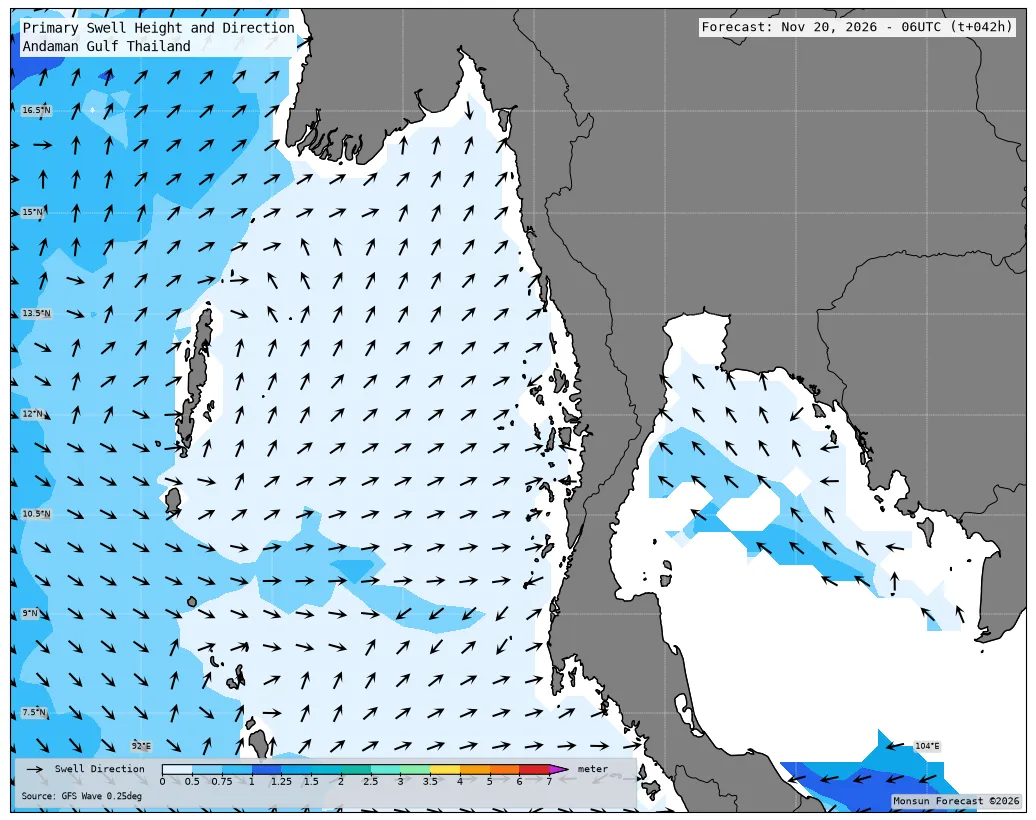 Primary Swell Height and Direction
Andaman Gulf Thailand
Forecast: Nov 20, 2026 - 06UTC (t+042h)
16.5°N
15°N
13.5°N
12°N
10.5°N
9°N
7.5°N
92°E
104°E
Swell Direction
0 0.5 0.75 1 1.25 1.5 2 2.5 3 3.5 4 5 6 7
meter
Source: GFS Wave 0.25deg
Monsun Forecast ©2026